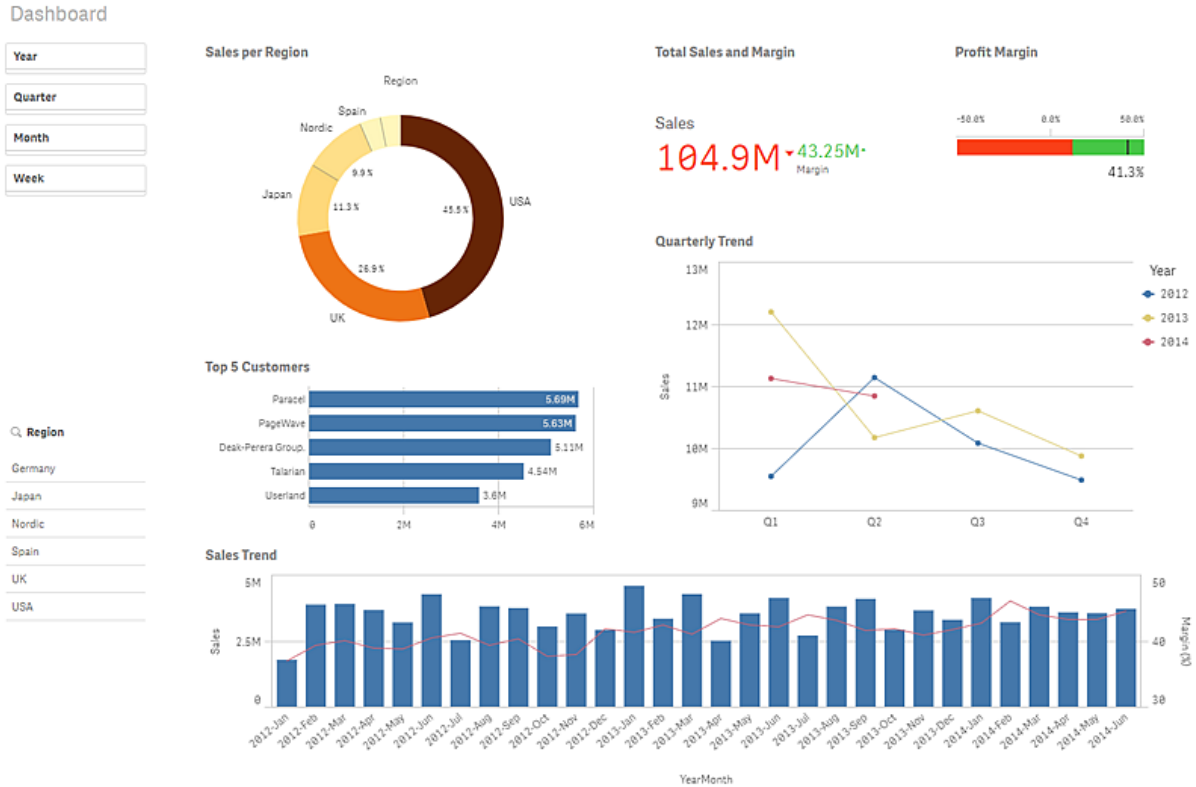 Dashboard
Year
Quarter
Month
Week
Region
Germany
Japan
Nordic
Spain
UK
USA
Sales per Region
Region
Spain
Nordic
Japan
UK
USA
9.9%
11.3%
26.9%
45.5%
Total Sales and Margin
Sales
104.9M
43.25M
Margin
Profit Margin
-50.0% 0.0% 50.0%
41.3%
Top 5 Customers
Paracel 5.69M
PageWave 5.63M
Deak-Perera Group. 5.11M
Talarian 4.54M
Userland 3.6M
0 2M 4M 6M
Quarterly Trend
13M
12M
11M
10M
9M
Sales
Q1 Q2 Q3 Q4
Year
2012
2013
2014
Sales Trend
5M
2.5M
0
Sales
50
40
30
Margin (%)
2012-Jan 2012-Feb 2012-Mar 2012-Apr 2012-May 2012-Jun 2012-Jul 2012-Aug 2012-Sep 2012-Oct 2012-Nov 2012-Dec 2013-Jan 2013-Feb 2013-Mar 2013-Apr 2013-May 2013-Jun 2013-Jul 2013-Aug 2013-Sep 2013-Oct 2013-Nov 2013-Dec 2014-Jan 2014-Feb 2014-Mar 2014-Apr 2014-May 2014-Jun
YearMonth